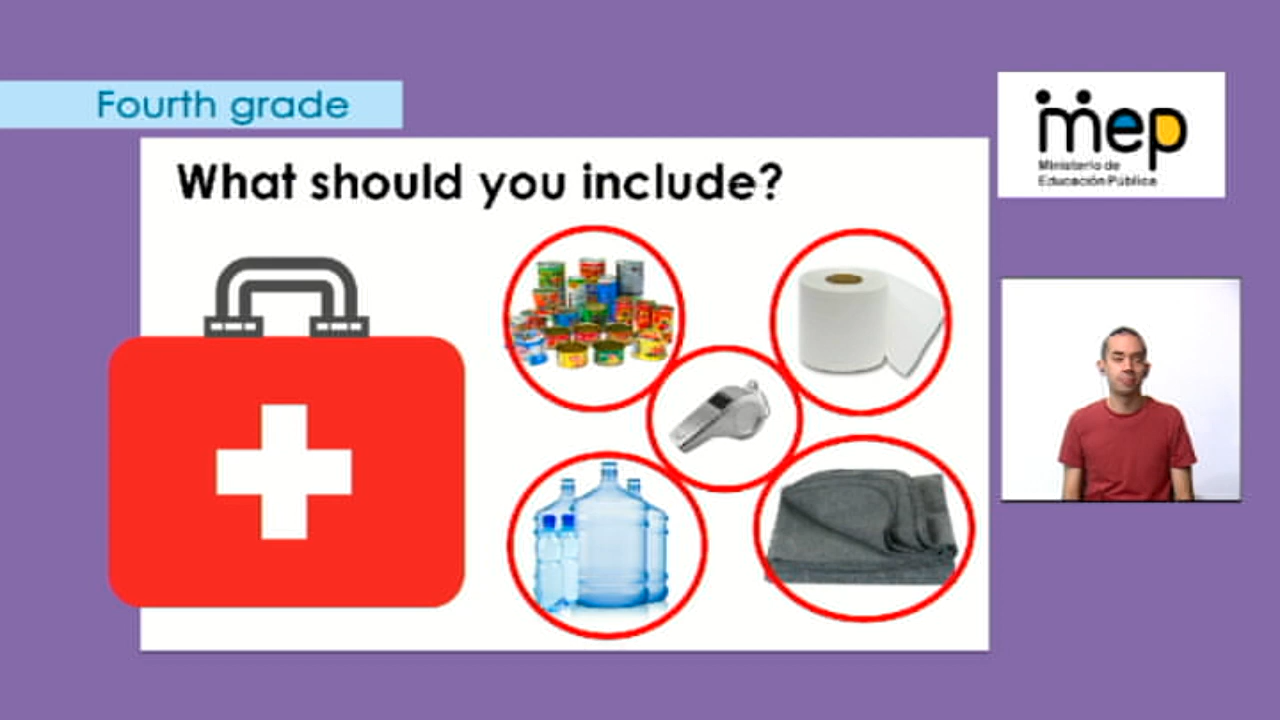 Fourth grade
What should you include?
mep
Ministerio de
Educación Pública